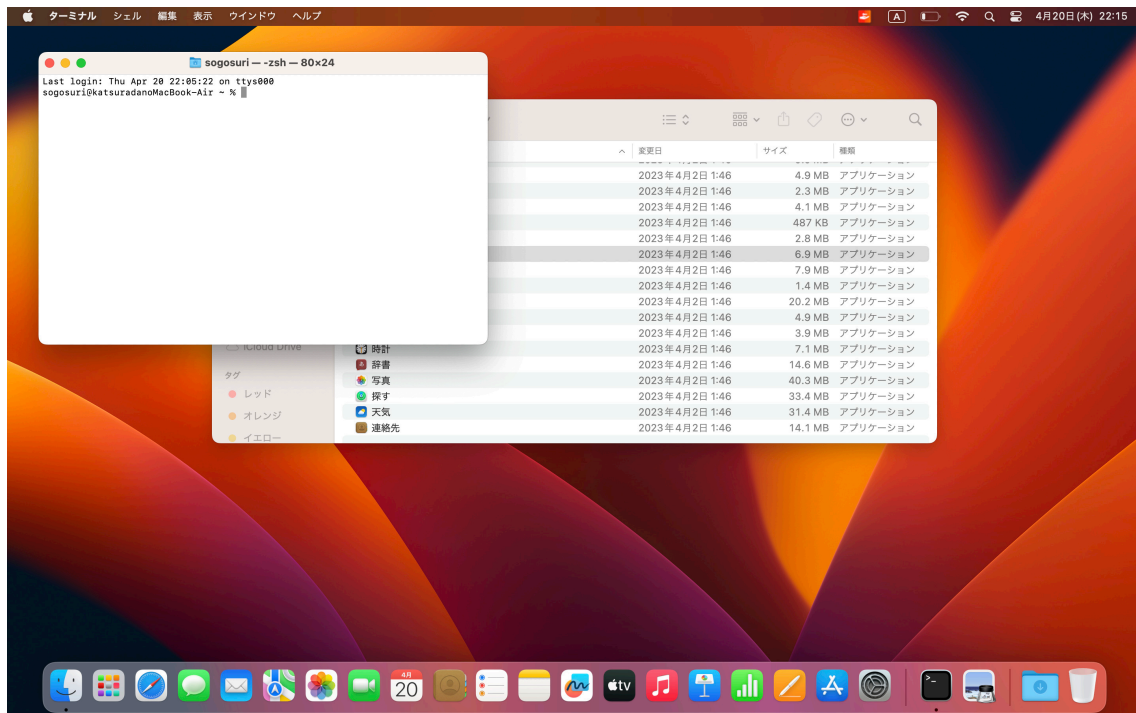 ターミナル シェル 編集 表示 ウインドウ ヘルプ
A
4月20日(木) 22:15
sogosuri — -zsh — 80×24
Last login: Thu Apr 20 22:05:22 on ttys000
sogosuri@katsuradanoMacBook-Air ~ %
変更日 サイズ 種類
2023年4月2日 1:46 4.9 MB アプリケーション
2023年4月2日 1:46 2.3 MB アプリケーション
2023年4月2日 1:46 4.1 MB アプリケーション
2023年4月2日 1:46 487 KB アプリケーション
2023年4月2日 1:46 2.8 MB アプリケーション
2023年4月2日 1:46 6.9 MB アプリケーション
2023年4月2日 1:46 7.9 MB アプリケーション
2023年4月2日 1:46 1.4 MB アプリケーション
2023年4月2日 1:46 20.2 MB アプリケーション
2023年4月2日 1:46 4.9 MB アプリケーション
2023年4月2日 1:46 3.9 MB アプリケーション
iCloud Drive
時計 2023年4月2日 1:46 7.1 MB アプリケーション
辞書 2023年4月2日 1:46 14.6 MB アプリケーション
写真 2023年4月2日 1:46 40.3 MB アプリケーション
探す 2023年4月2日 1:46 33.4 MB アプリケーション
天気 2023年4月2日 1:46 31.4 MB アプリケーション
連絡先 2023年4月2日 1:46 14.1 MB アプリケーション
タグ
レッド
オレンジ
イエロー
4月
20
tv
>_